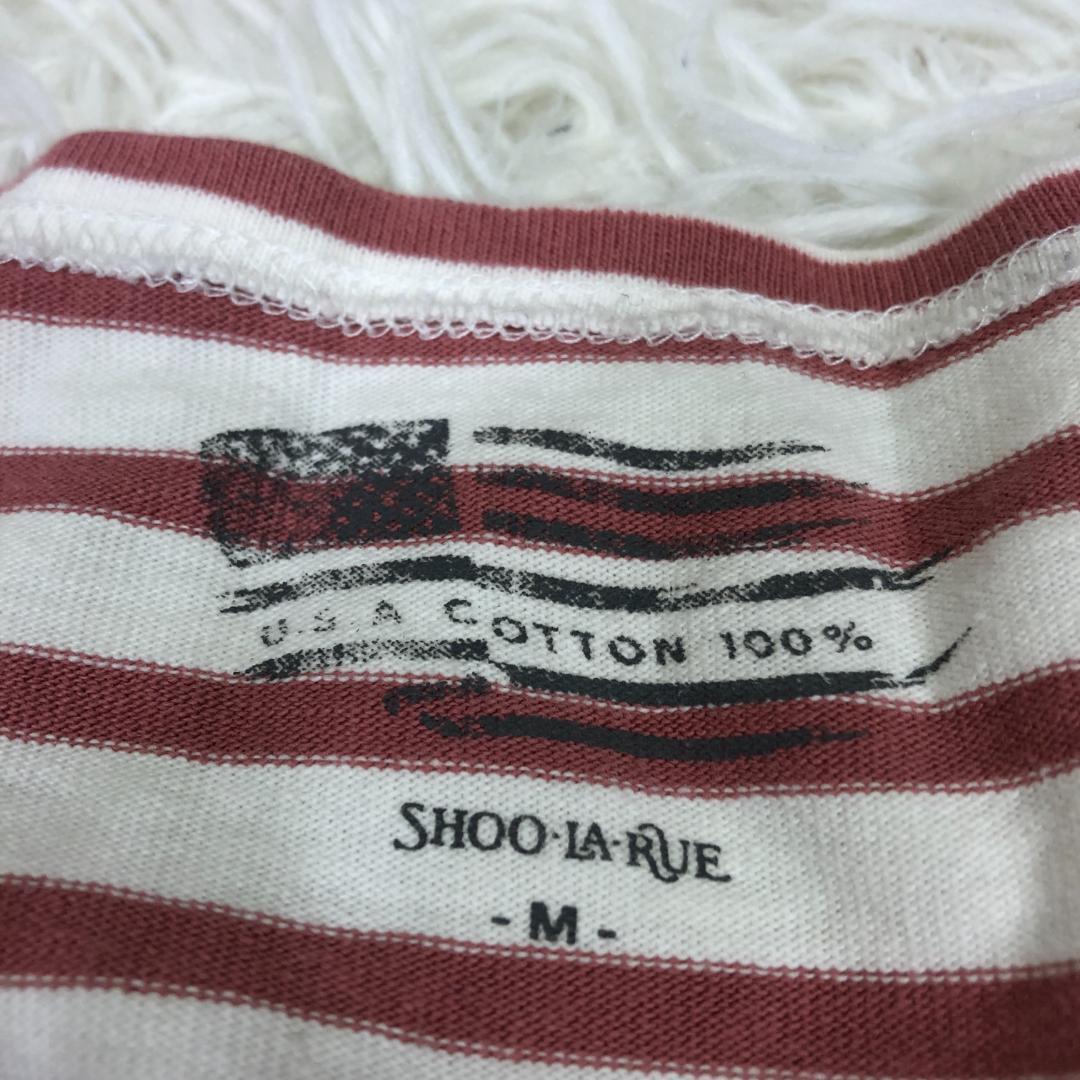 U.S.A COTTON 100%
SHOO·LA·RUE
- M -